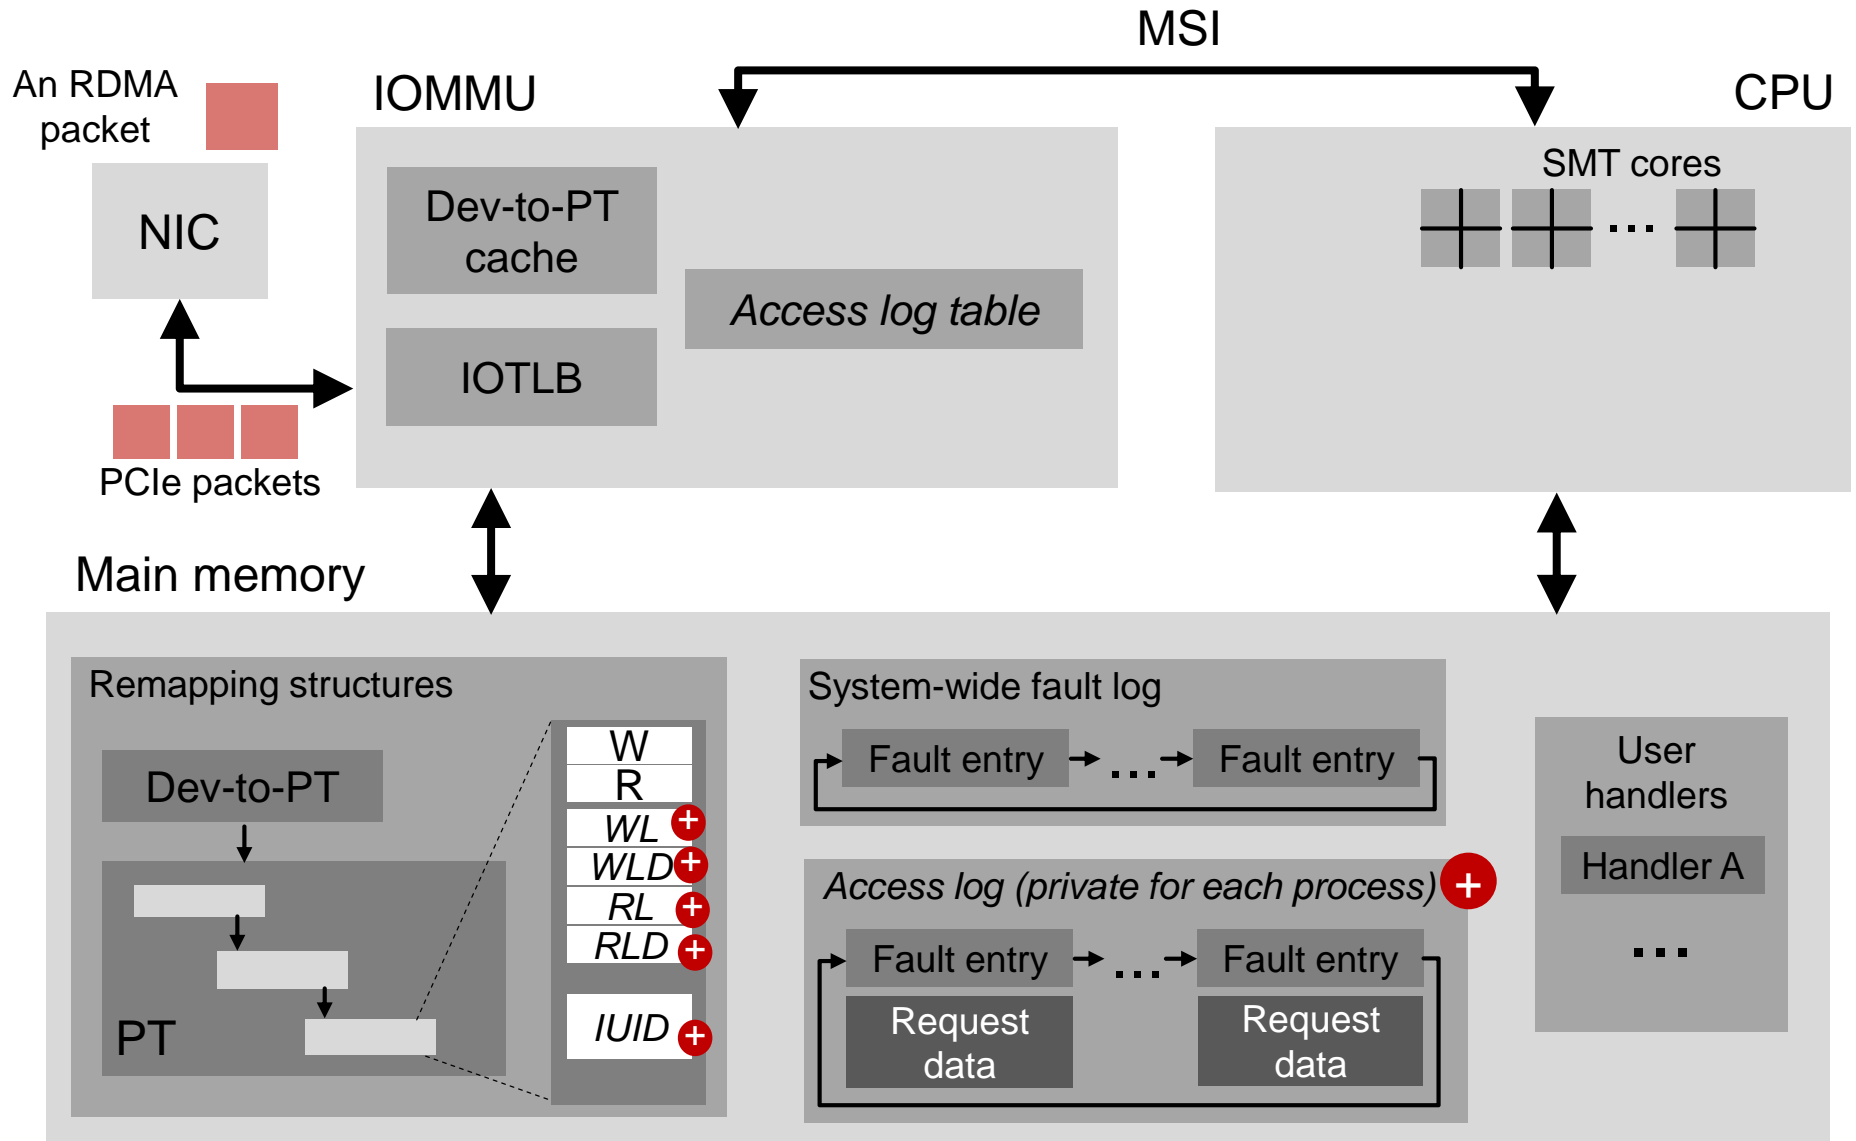 MSI
An RDMA
packet
IOMMU
CPU
SMT cores
NIC
Dev-to-PT
cache
Access log table
IOTLB
PCIe packets
Main memory
Remapping structures
W
R
WL +
WLD +
RL +
RLD +
IUID +
Dev-to-PT
PT
System-wide fault log
Fault entry ... Fault entry
Access log (private for each process) +
Fault entry ... Fault entry
Request
data
Request
data
User
handlers
Handler A
...